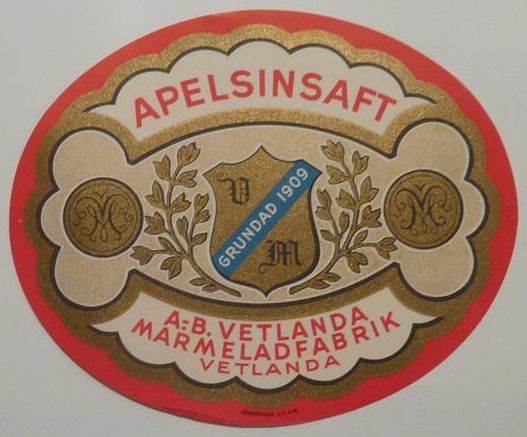 APELSINSAFT
V
GRUNDAD 1909
M
A.-B. VETLANDA
MARMELADFABRIK
VETLANDA